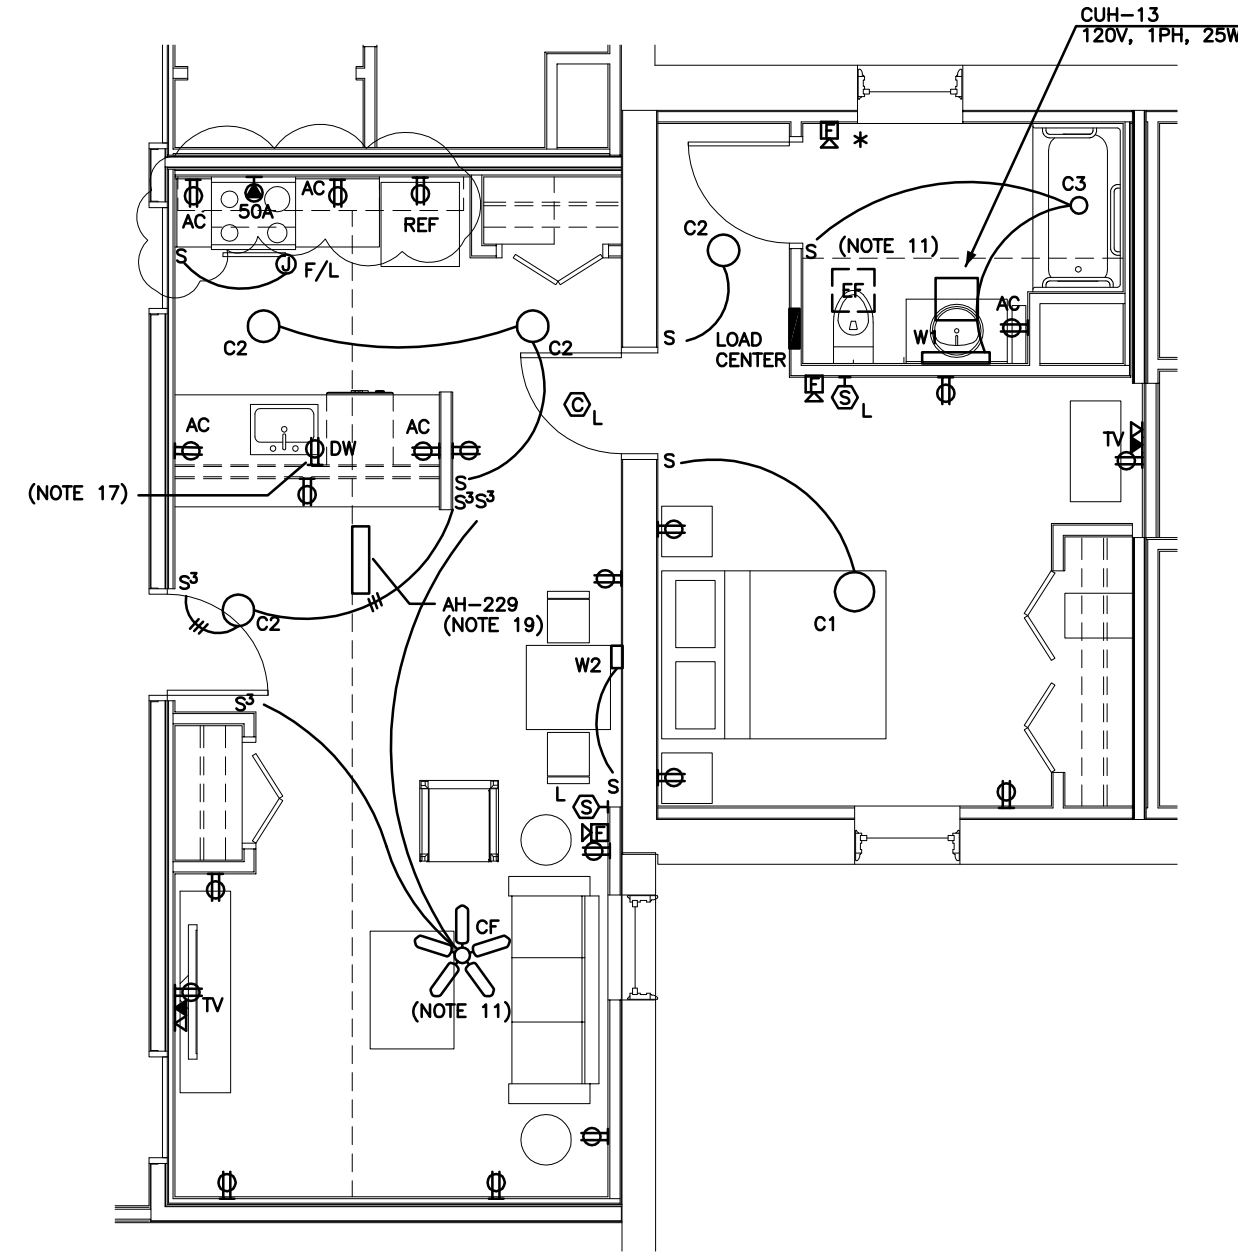 CUH-13
120V, 1PH, 25W
F
*
AC
50A
AC
AC
REF
S
J F/L
C3
C2
S
(NOTE 11)
EF
AC
W1
S
LOAD
CENTER
C2
C2
C
L
F
S
L
TV
AC
DW
AC
(NOTE 17)
S
S³S³
S
S³
C2
AH-229
(NOTE 19)
C1
W2
S³
L
S
S
F
CF
(NOTE 11)
TV